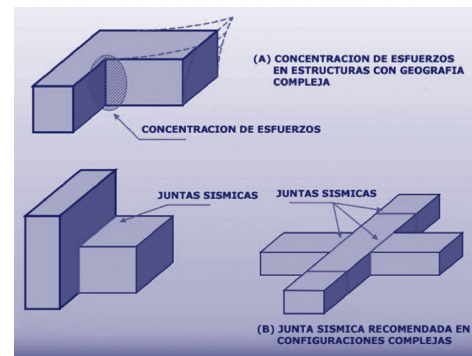 (A) CONCENTRACION DE ESFUERZOS
EN ESTRUCTURAS CON GEOGRAFIA
COMPLEJA
CONCENTRACION DE ESFUERZOS
JUNTAS SISMICAS
JUNTAS SISMICAS
(B) JUNTA SISMICA RECOMENDADA EN
CONFIGURACIONES COMPLEJAS